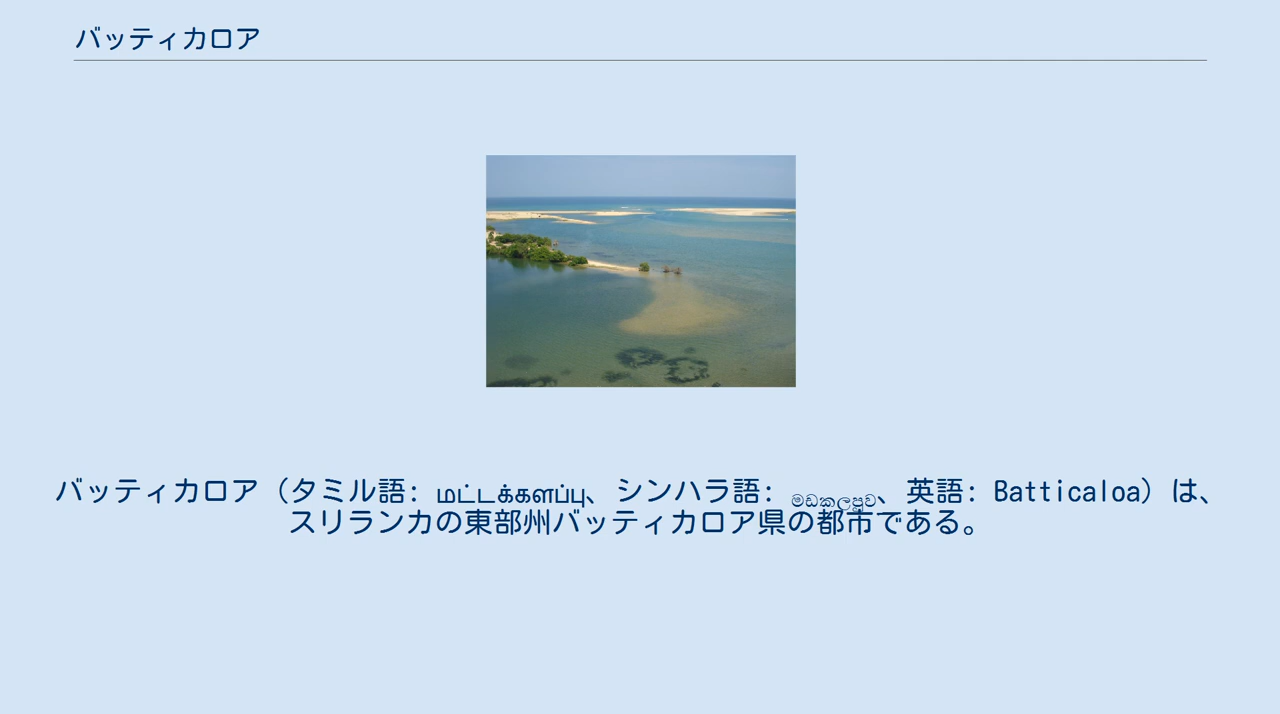 バッティカロア
バッティカロア（タミル語: மட்டக்களப்பு、シンハラ語: මඩකලපුව、英語: Batticaloa）は、
スリランカの東部州バッティカロア県の都市である。